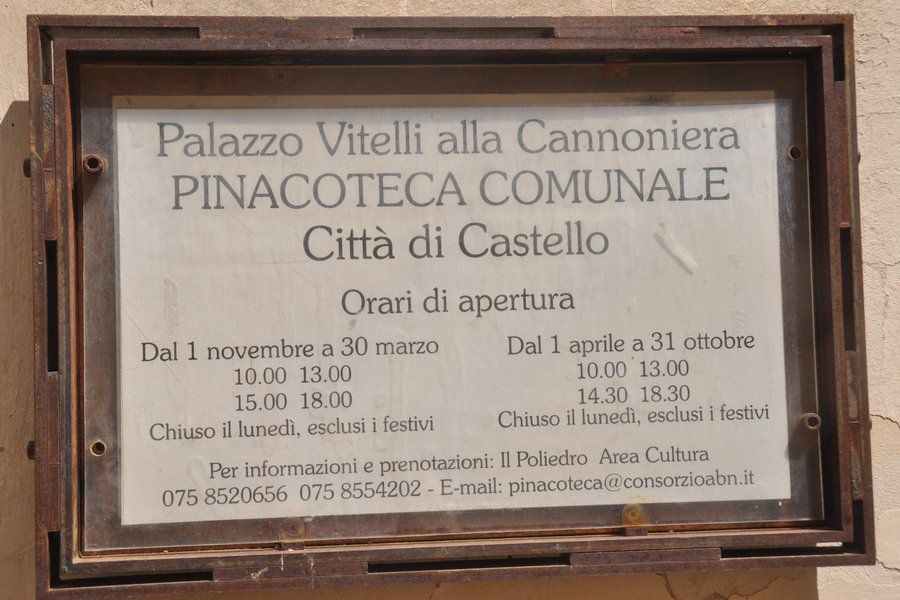 Palazzo Vitelli alla Cannoniera
PINACOTECA COMUNALE
Città di Castello
Orari di apertura
Dal 1 novembre a 30 marzo
10.00 13.00
15.00 18.00
Chiuso il lunedì, esclusi i festivi
Dal 1 aprile a 31 ottobre
10.00 13.00
14.30 18.30
Chiuso il lunedì, esclusi i festivi
Per informazioni e prenotazioni: Il Poliedro Area Cultura
075 8520656 075 8554202 - E-mail: pinacoteca@consorzioabn.it